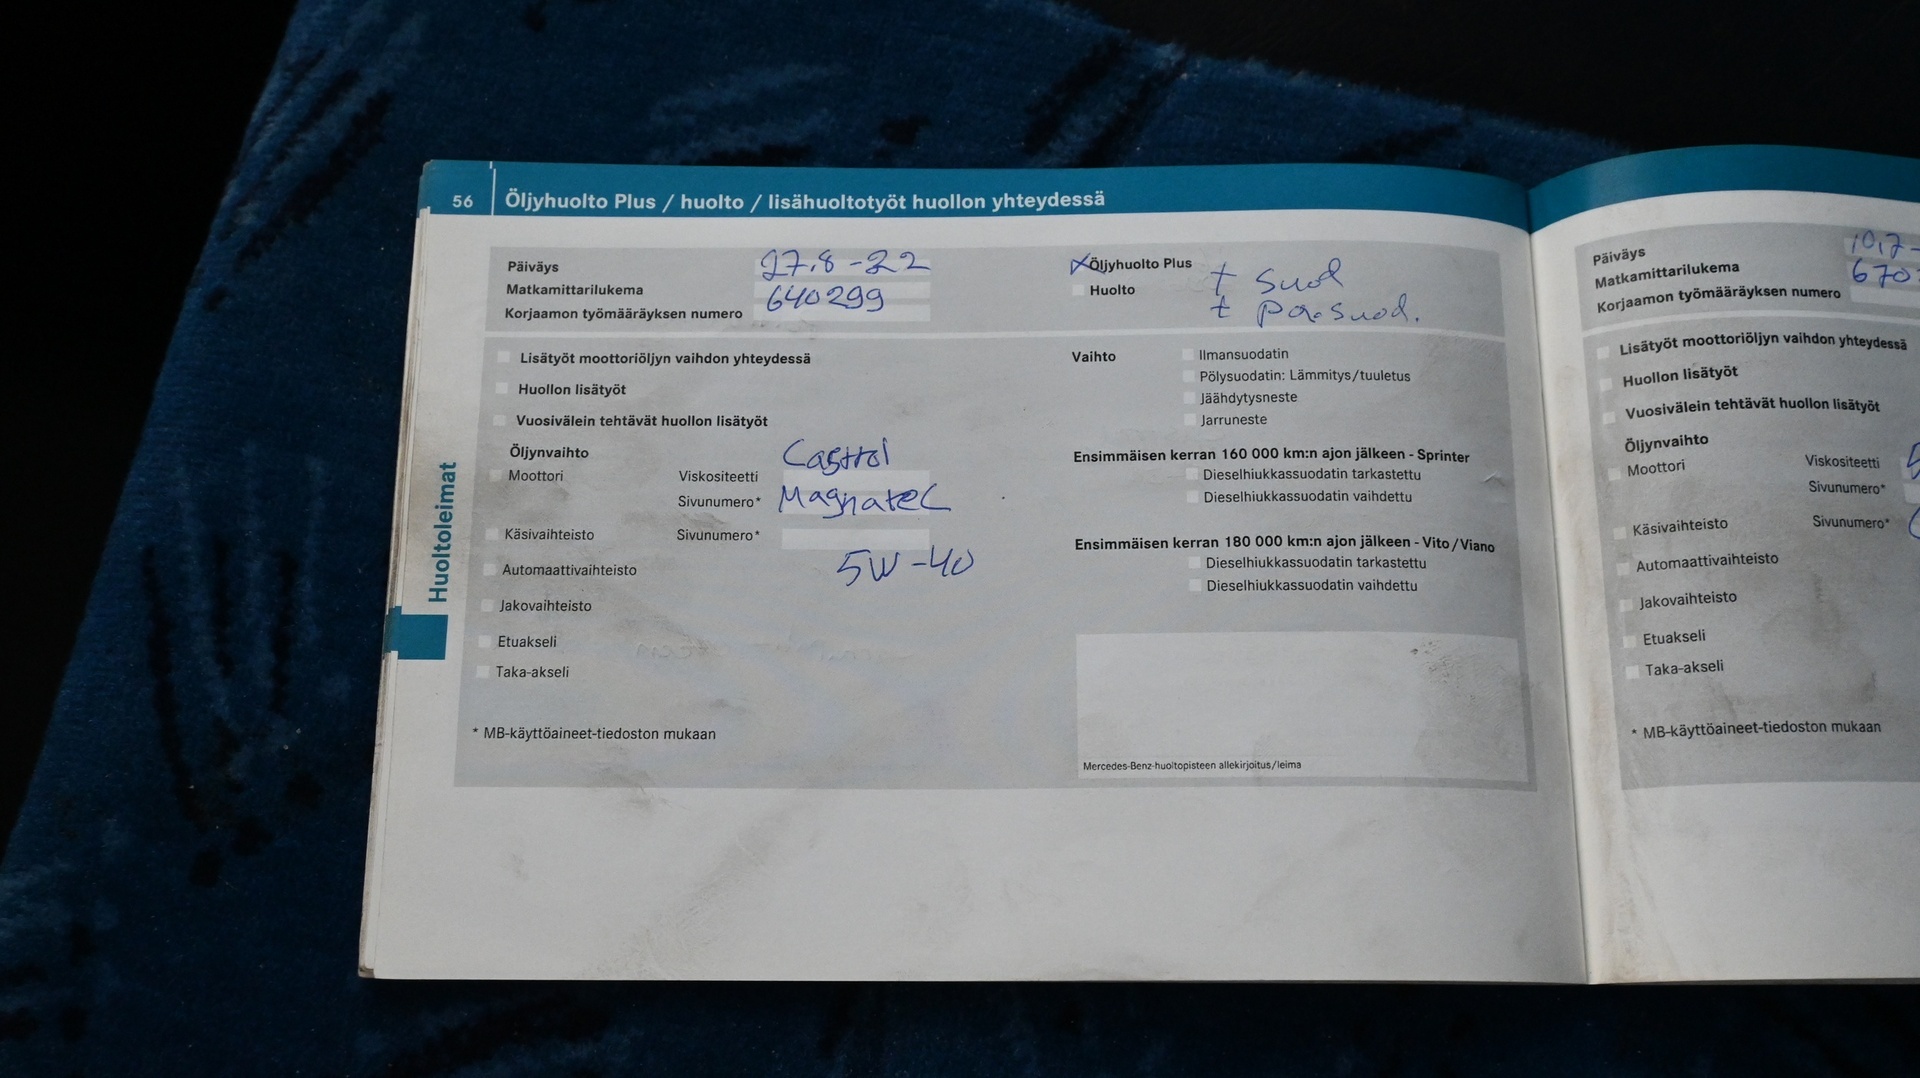 56 Öljyhuolto Plus / huolto / lisähuoltotyöt huollon yhteydessä
Huoltoleimat
Päiväys 27.8-22
Matkamittarilukema 640299
Korjaamon työmääräyksen numero
Öljyhuolto Plus + suod
Huolto + pa.suod.
Lisätyöt moottoriöljyn vaihdon yhteydessä
Huollon lisätyöt
Vuosivälein tehtävät huollon lisätyöt
Öljynvaihto Castrol
Moottori Viskositeetti
Sivunumero* Magnatec
Käsivaihteisto Sivunumero*
5W-40
Automaattivaihteisto
Jakovaihteisto
Etuakseli
Taka-akseli
* MB-käyttöaineet-tiedoston mukaan
Vaihto Ilmansuodatin
Pölysuodatin: Lämmitys/tuuletus
Jäähdytysneste
Jarruneste
Ensimmäisen kerran 160 000 km:n ajon jälkeen - Sprinter
Dieselhiukkassuodatin tarkastettu
Dieselhiukkassuodatin vaihdettu
Ensimmäisen kerran 180 000 km:n ajon jälkeen - Vito/Viano
Dieselhiukkassuodatin tarkastettu
Dieselhiukkassuodatin vaihdettu
Mercedes-Benz-huoltopisteen allekirjoitus/leima
Päiväys 10.7-
Matkamittarilukema 670
Korjaamon työmääräyksen numero
Lisätyöt moottoriöljyn vaihdon yhteydessä
Huollon lisätyöt
Vuosivälein tehtävät huollon lisätyöt
Öljynvaihto
Moottori Viskositeetti
Sivunumero*
Käsivaihteisto Sivunumero*
Automaattivaihteisto
Jakovaihteisto
Etuakseli
Taka-akseli
* MB-käyttöaineet-tiedoston mukaan